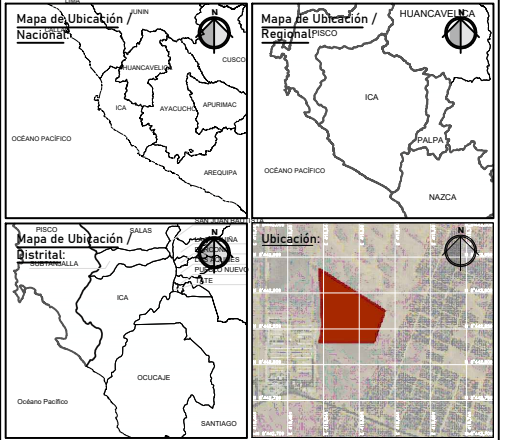 LIMA
Mapa de Ubicación /
Nacional:
JUNIN
CALLAO
N
HUANCAVELICA
CUSCO
ICA
AYACUCHO
APURIMAC
OCÉANO PACÍFICO
AREQUIPA
Mapa de Ubicación /
Regional:
PISCO
HUANCAVELICA
N
ICA
PALPA
OCÉANO PACÍFICO
NAZCA
SAN JUAN BAUTISTA
PISCO
SALAS
Mapa de Ubicación /
Distrital:
SUBTANJALLA
N
PUEBLO NUEVO
TATE
ICA
OCUCAJE
Océano Pacífico
SANTIAGO
Ubicación:
N